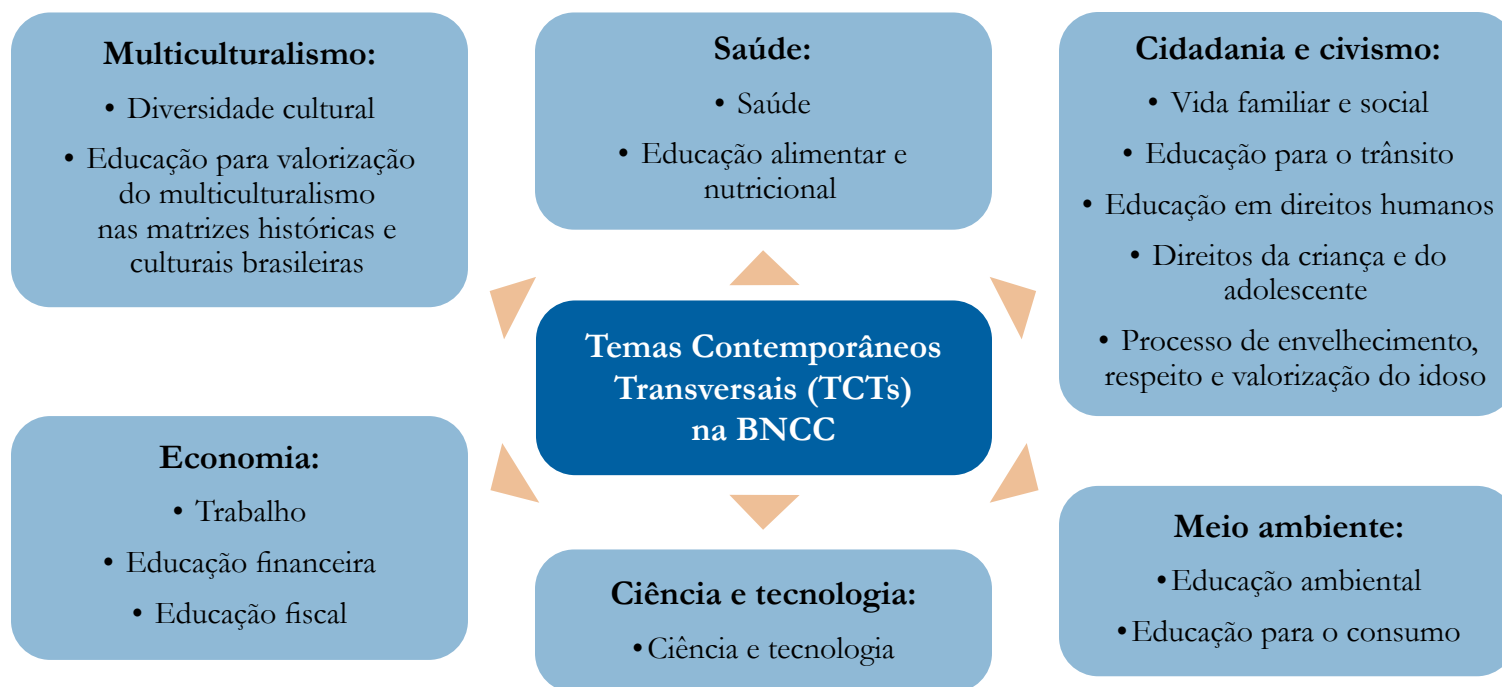 Multiculturalismo:
• Diversidade cultural
• Educação para valorização
do multiculturalismo
nas matrizes históricas e
culturais brasileiras
Saúde:
• Saúde
• Educação alimentar e
nutricional
Cidadania e civismo:
• Vida familiar e social
• Educação para o trânsito
• Educação em direitos humanos
• Direitos da criança e do
adolescente
• Processo de envelhecimento,
respeito e valorização do idoso
Temas Contemporâneos
Transversais (TCTs)
na BNCC
Economia:
• Trabalho
• Educação financeira
• Educação fiscal
Ciência e tecnologia:
• Ciência e tecnologia
Meio ambiente:
• Educação ambiental
• Educação para o consumo